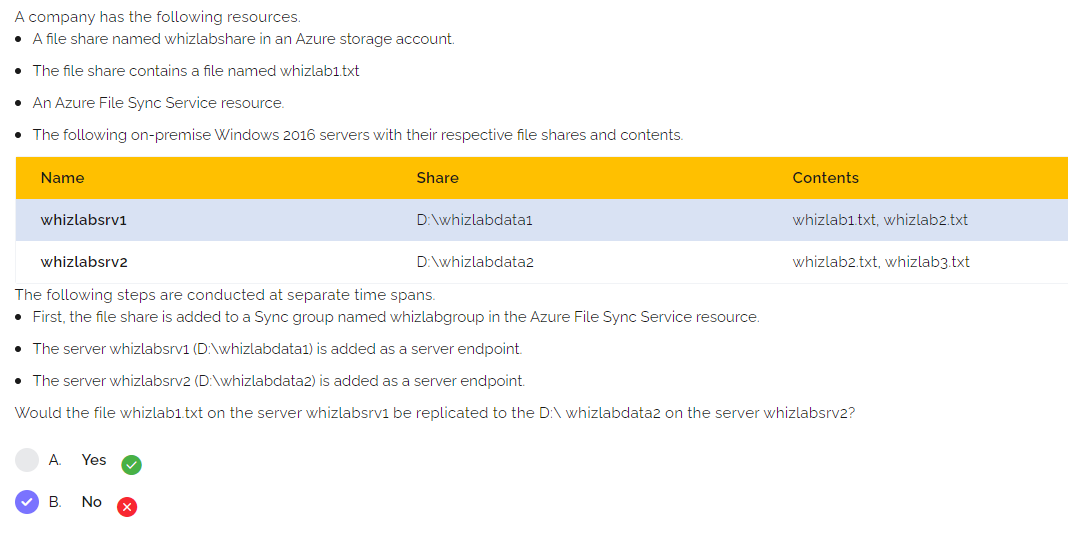 A company has the following resources.
• A file share named whizlabshare in an Azure storage account.
• The file share contains a file named whizlab1.txt
• An Azure File Sync Service resource.
• The following on-premise Windows 2016 servers with their respective file shares and contents.
Name Share Contents
whizlabsrv1 D:\whizlabdata1 whizlab1.txt, whizlab2.txt
whizlabsrv2 D:\whizlabdata2 whizlab2.txt, whizlab3.txt
The following steps are conducted at separate time spans.
• First, the file share is added to a Sync group named whizlabgroup in the Azure File Sync Service resource.
• The server whizlabsrv1 (D:\whizlabdata1) is added as a server endpoint.
• The server whizlabsrv2 (D:\whizlabdata2) is added as a server endpoint.
Would the file whizlab1.txt on the server whizlabsrv1 be replicated to the D:\ whizlabdata2 on the server whizlabsrv2?
A. Yes
B. No